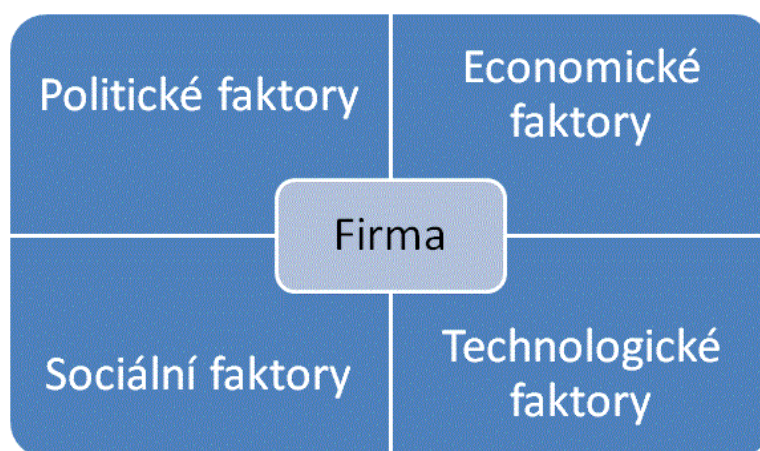 Politické faktory
Economické
faktory
Firma
Sociální faktory
Technologické
faktory